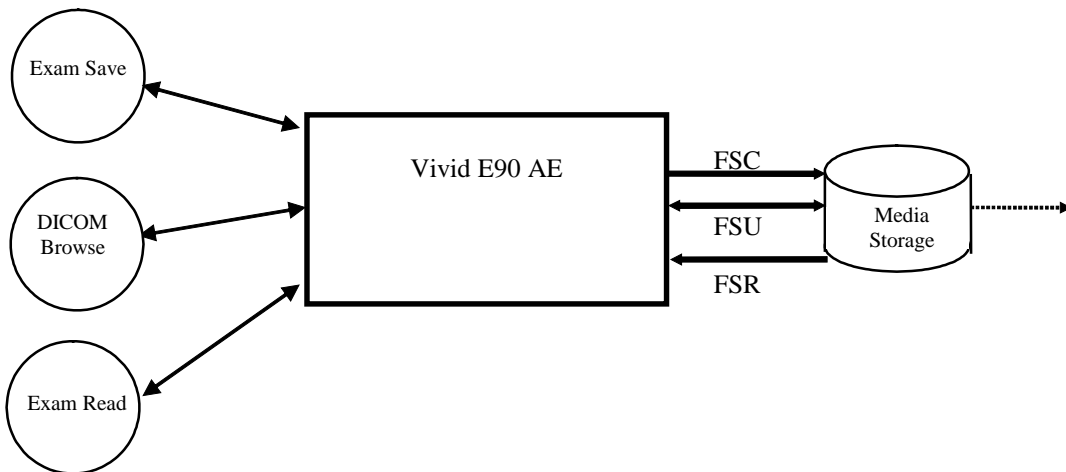 Exam Save
DICOM
Browse
Exam Read
Vivid E90 AE
FSC
FSU
FSR
Media
Storage